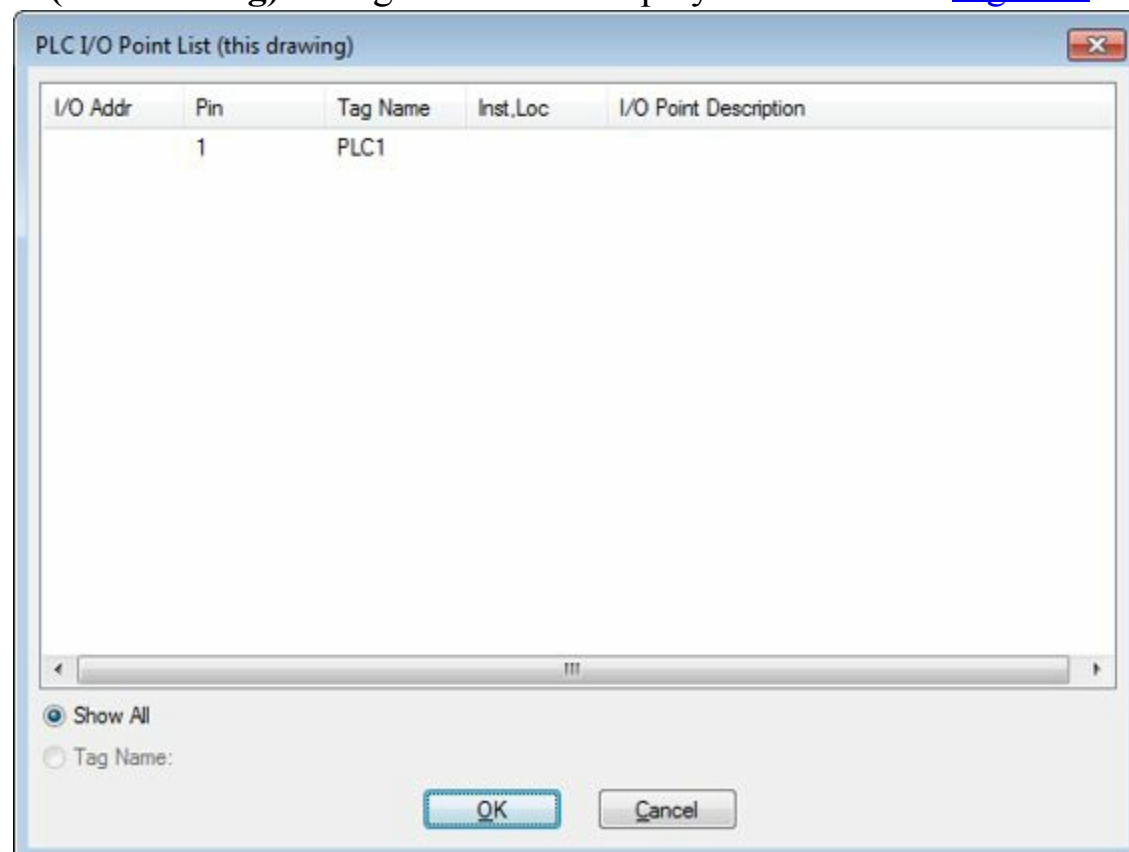 PLC I/O Point List (this drawing)
I/O Addr Pin Tag Name Inst,Loc I/O Point Description
1 PLC1
Show All
Tag Name:
OK Cancel